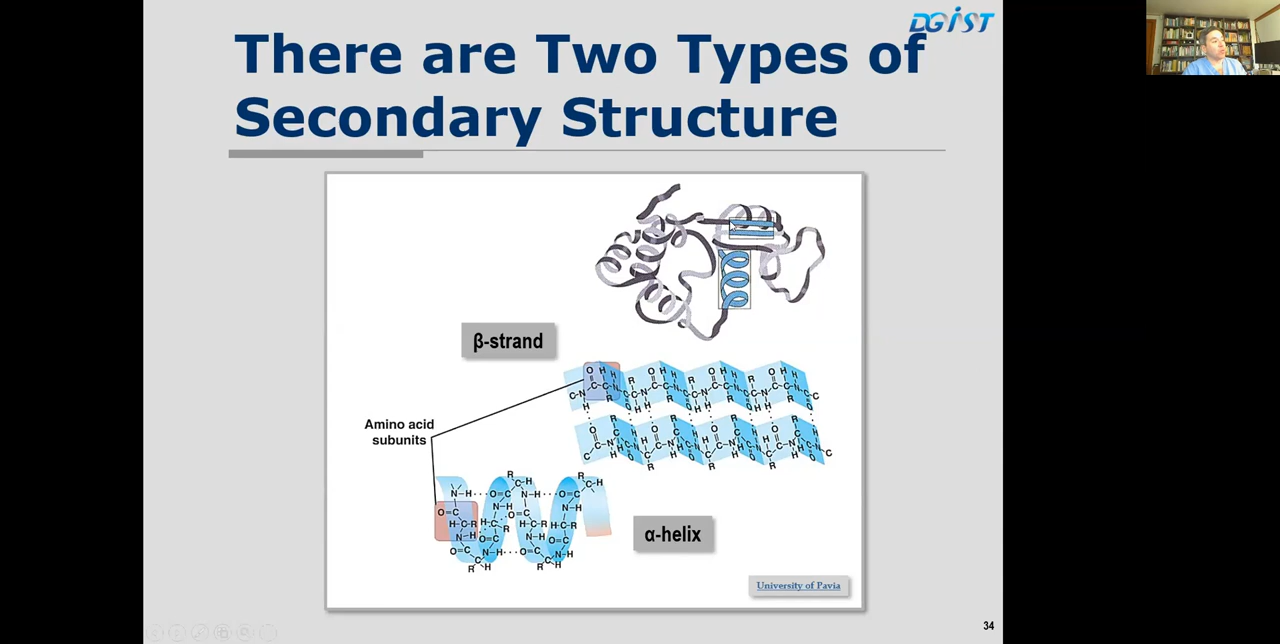 DGIST
There are Two Types of
Secondary Structure
β-strand
Amino acid
subunits
α-helix
University of Pavia
34